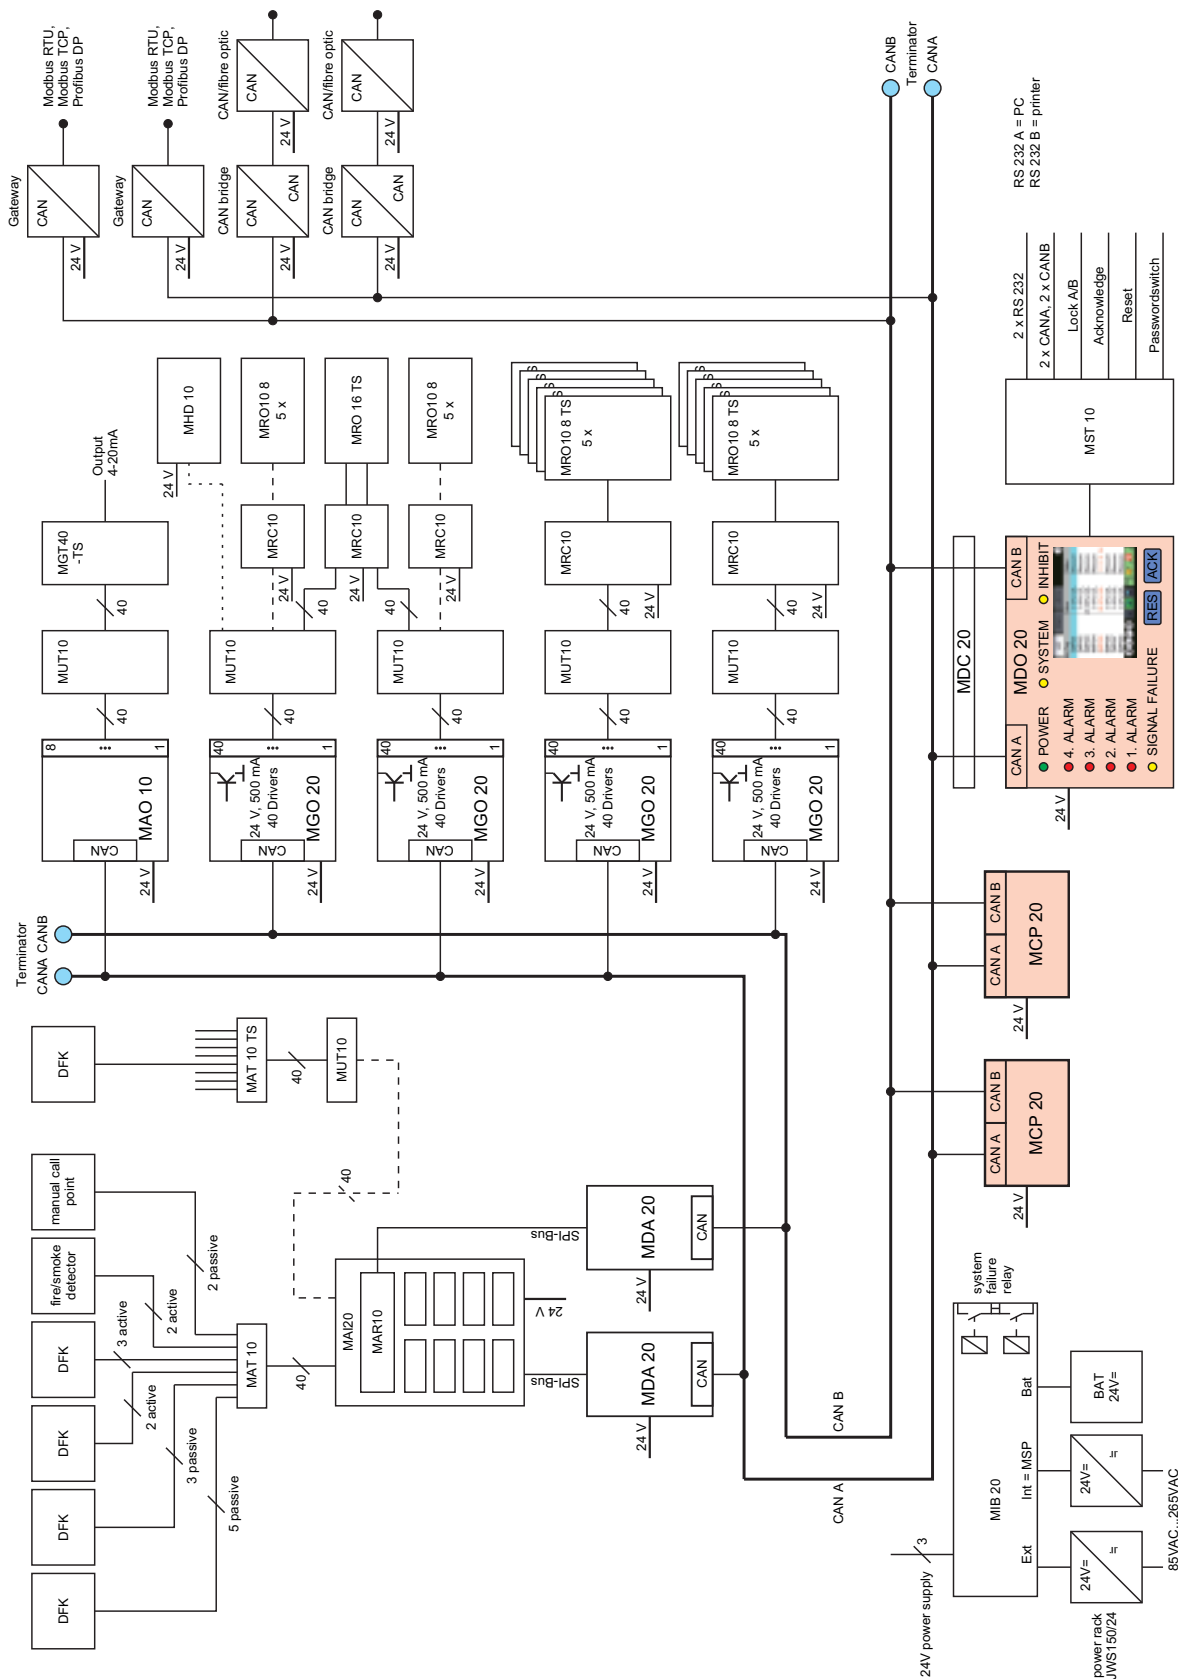 DFK
DFK
DFK
DFK
fire/smoke
detector
manual call
point
DFK
5 passive
3 passive
2 active
3 active
2 active
2 passive
MAT 10
MAT 10 TS
40
40
MUT10
40
MAI20
MAR10
24 V
SPI-Bus
SPI-Bus
MDA 20
CAN
24 V
MDA 20
CAN
24 V
CAN A
CAN B
Terminator
CANA CANB
MAO 10
CAN
24 V
8
...
1
40
MUT10
40
MGT40
-TS
Output
4-20mA
MGO 20
CAN
24 V, 500 mA
40 Drivers
24 V
40
...
1
40
MUT10
MHD 10
24 V
MRC10
24 V
MRO10 8
5 x
40
MRC10
24 V
MRO 16 TS
40
MGO 20
CAN
24 V, 500 mA
40 Drivers
24 V
40
...
1
40
MUT10
MRC10
24 V
MRO10 8
5 x
MGO 20
CAN
24 V, 500 mA
40 Drivers
24 V
40
...
1
40
MUT10
40
MRC10
24 V
MRO10 8 TS
5 x
MGO 20
CAN
24 V, 500 mA
40 Drivers
24 V
40
...
1
40
MUT10
40
MRC10
24 V
MRO10 8 TS
5 x
Gateway
CAN
24 V
Modbus RTU,
Modbus TCP,
Profibus DP
Gateway
CAN
24 V
Modbus RTU,
Modbus TCP,
Profibus DP
CAN bridge
CAN
CAN
24 V
CAN/fibre optic
CAN
24 V
CAN bridge
CAN
CAN
24 V
CAN/fibre optic
CAN
24 V
CANB
Terminator
CANA
24V power supply
3
MIB 20
Ext
Int = MSP
Bat
system
failure
relay
24V=
24V=
BAT
24V=
power rack
JWS150/24
85VAC...265VAC
CAN A
CAN B
MCP 20
24 V
CAN A
CAN B
MCP 20
24 V
MDC 20
CAN A
CAN B
MDO 20
24 V
POWER
SYSTEM
INHIBIT
4. ALARM
3. ALARM
2. ALARM
1. ALARM
SIGNAL FAILURE
RES
ACK
MST 10
2 x RS 232
2 x CANA, 2 x CANB
Lock A/B
Acknowledge
Reset
Passwordswitch
RS 232 A = PC
RS 232 B = printer